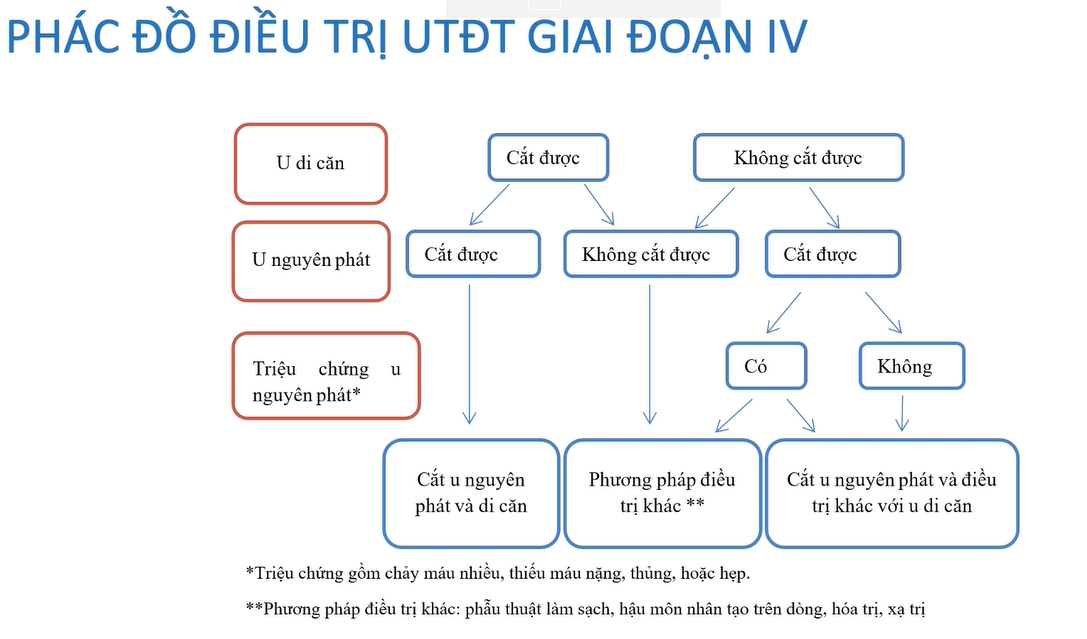 PHÁC ĐỒ ĐIỀU TRỊ UTĐT GIAI ĐOẠN IV
U di căn
Cắt được
Không cắt được
U nguyên phát
Cắt được
Không cắt được
Cắt được
Triệu chứng u
nguyên phát*
Có
Không
Cắt u nguyên
phát và di căn
Phương pháp điều
trị khác **
Cắt u nguyên phát và điều
trị khác với u di căn
*Triệu chứng gồm chảy máu nhiều, thiếu máu nặng, thủng, hoặc hẹp.
**Phương pháp điều trị khác: phẫu thuật làm sạch, hậu môn nhân tạo trên dòng, hóa trị, xạ trị